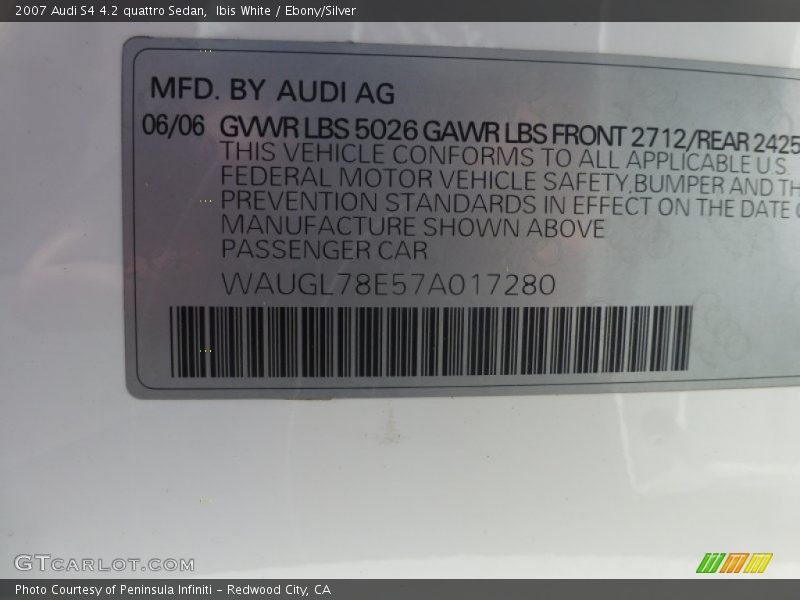 2007 Audi S4 4.2 quattro Sedan, Ibis White / Ebony/Silver
MFD. BY AUDI AG
06/06 GVWR LBS 5026 GAWR LBS FRONT 2712/REAR 2425
THIS VEHICLE CONFORMS TO ALL APPLICABLE U.S.
FEDERAL MOTOR VEHICLE SAFETY, BUMPER AND TH
PREVENTION STANDARDS IN EFFECT ON THE DATE
MANUFACTURE SHOWN ABOVE
PASSENGER CAR
WAUGL78E57A017280
GTCARLOT.COM
Photo Courtesy of Peninsula Infiniti - Redwood City, CA